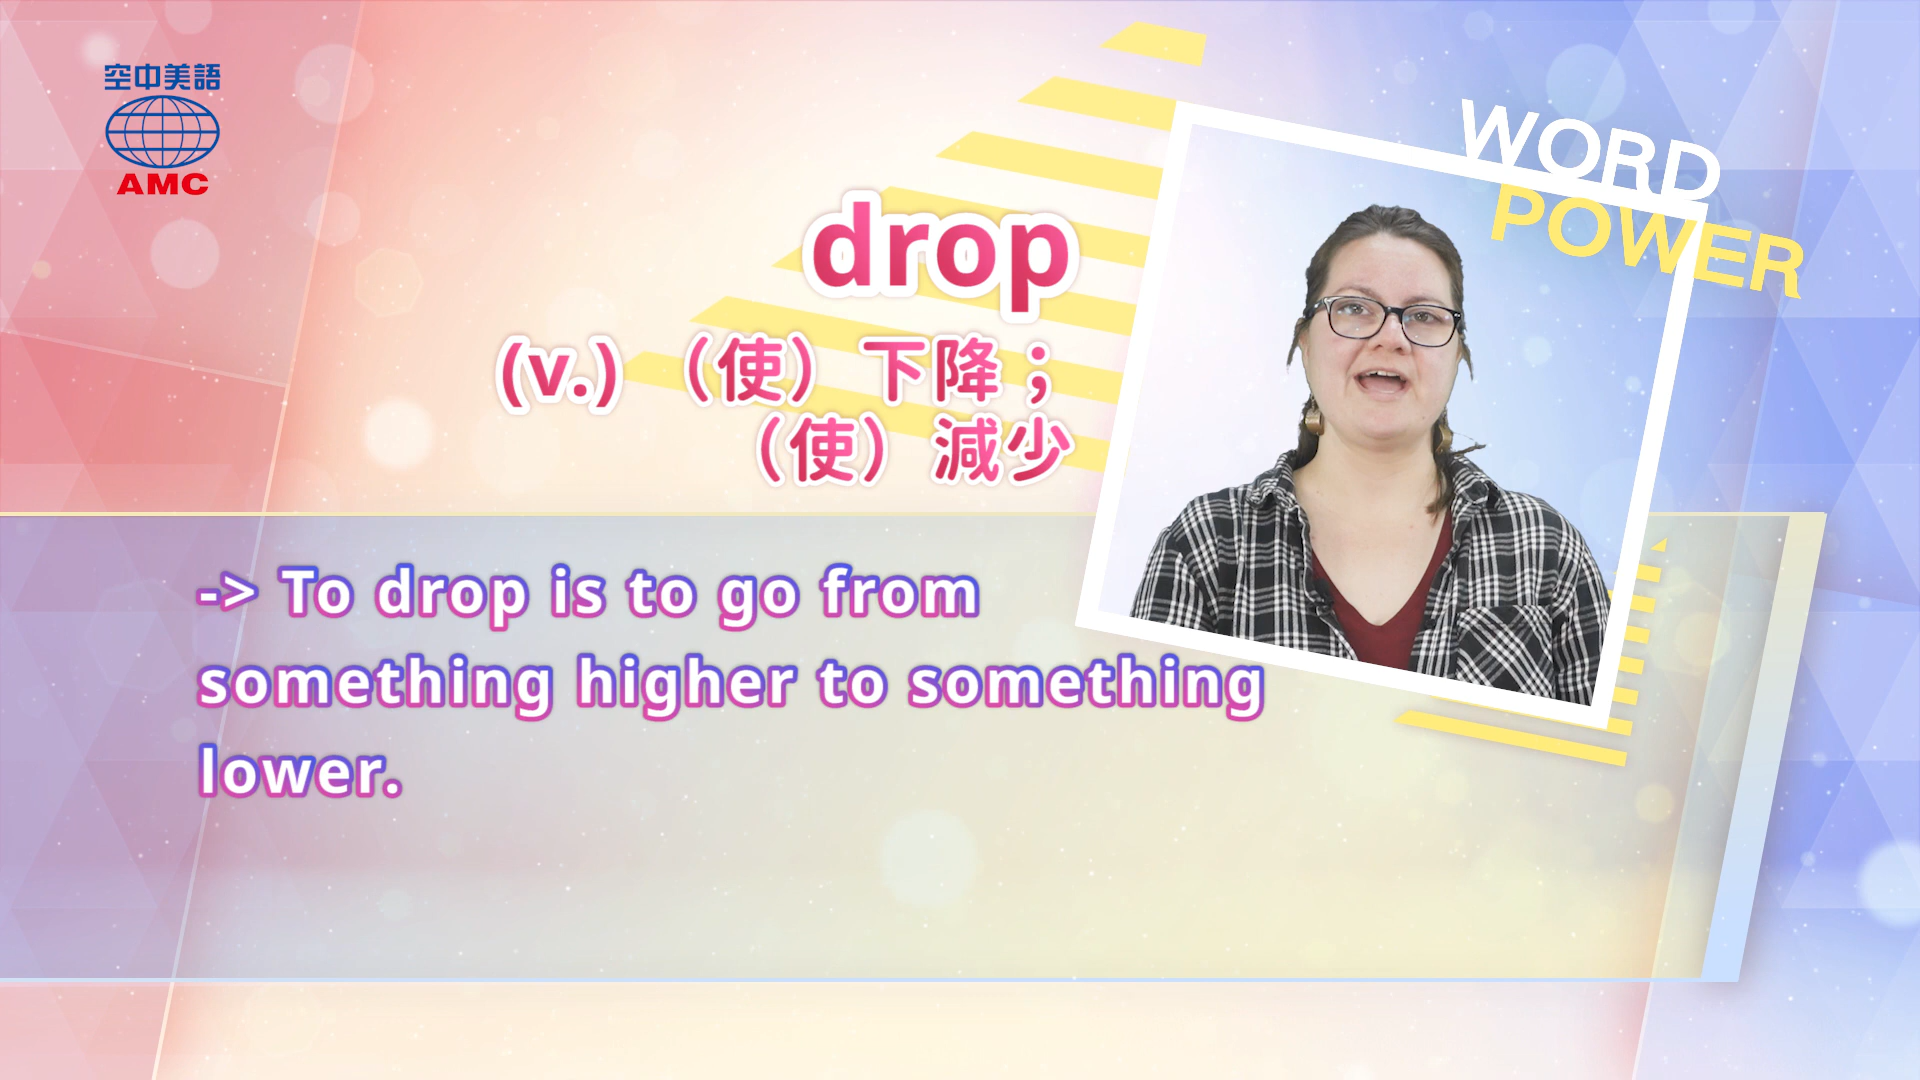 空中美語
AMC
WORD
POWER
drop
(v.) （使）下降；
（使）減少
-> To drop is to go from
something higher to something
lower.